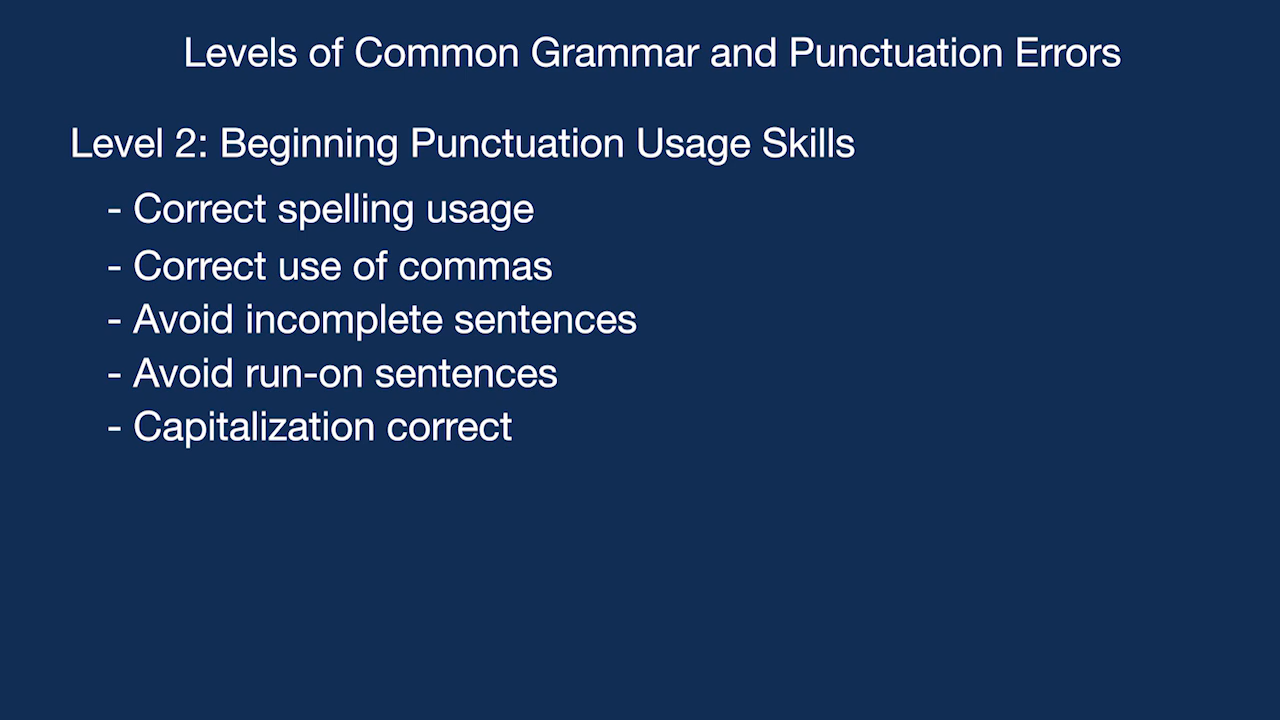 Levels of Common Grammar and Punctuation Errors
Level 2: Beginning Punctuation Usage Skills
- Correct spelling usage
- Correct use of commas
- Avoid incomplete sentences
- Avoid run-on sentences
- Capitalization correct